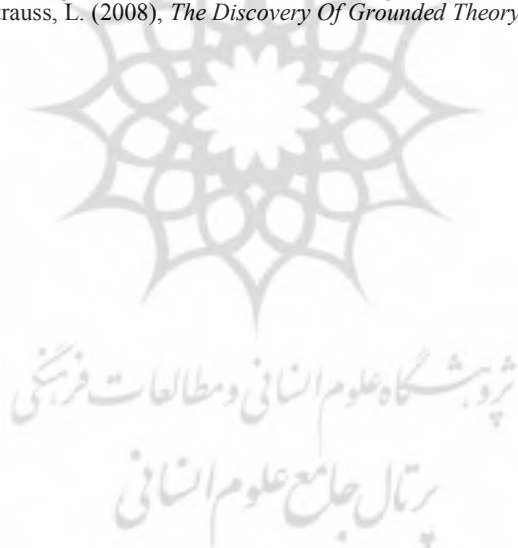 trauss, L. (2008), The Discovery Of Grounded Theory
پژوهشگاه علوم انسانی و مطالعات فرهنگی
پرتال جامع علوم انسانی